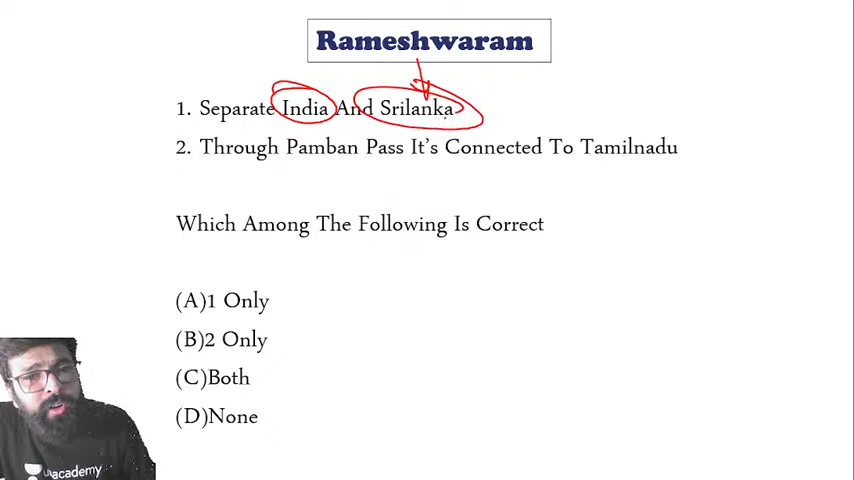 Rameshwaram
1. Separate India And Srilanka
2. Through Pamban Pass It's Connected To Tamilnadu
Which Among The Following Is Correct
(A)1 Only
(B)2 Only
(C)Both
(D)None
unacademy